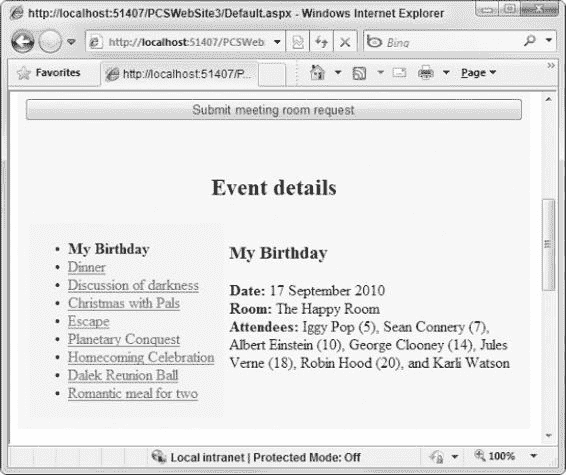 http://localhost:51407/PCSWebSite3/Default.aspx - Windows Internet Explorer
http://localhost:51407/PCSWeb
Bing
Favorites
http://localhost:51407/P...
Page
Submit meeting room request
Event details
• My Birthday
• Dinner
• Discussion of darkness
• Christmas with Pals
• Escape
• Planetary Conquest
• Homecoming Celebration
• Dalek Reunion Ball
• Romantic meal for two
My Birthday
Date: 17 September 2010
Room: The Happy Room
Attendees: Iggy Pop (5), Sean Connery (7),
Albert Einstein (10), George Clooney (14), Jules
Verne (18), Robin Hood (20), and Karli Watson
Local intranet | Protected Mode: Off
100%